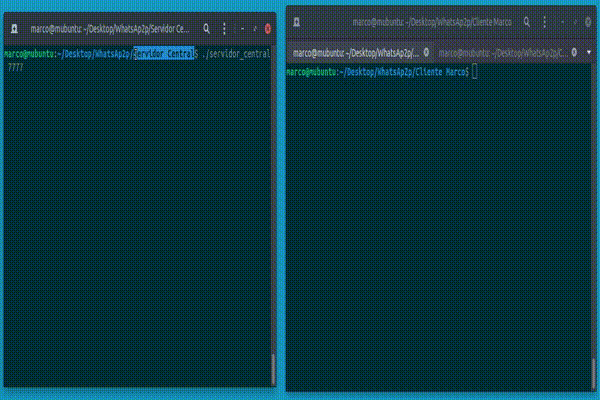 marco@mubuntu: ~/Desktop/WhatsAp2p/Servidor Ce...
marco@mubuntu:~/Desktop/WhatsAp2p/Servidor Central$ ./servidor_central
7777
marco@mubuntu: ~/Desktop/WhatsAp2p/Cliente Marco
marco@mubuntu: ~/Desktop/WhatsAp2p/...
marco@mubuntu: ~/Desktop/WhatsAp2p/C...
marco@mubuntu:~/Desktop/WhatsAp2p/Cliente Marco$